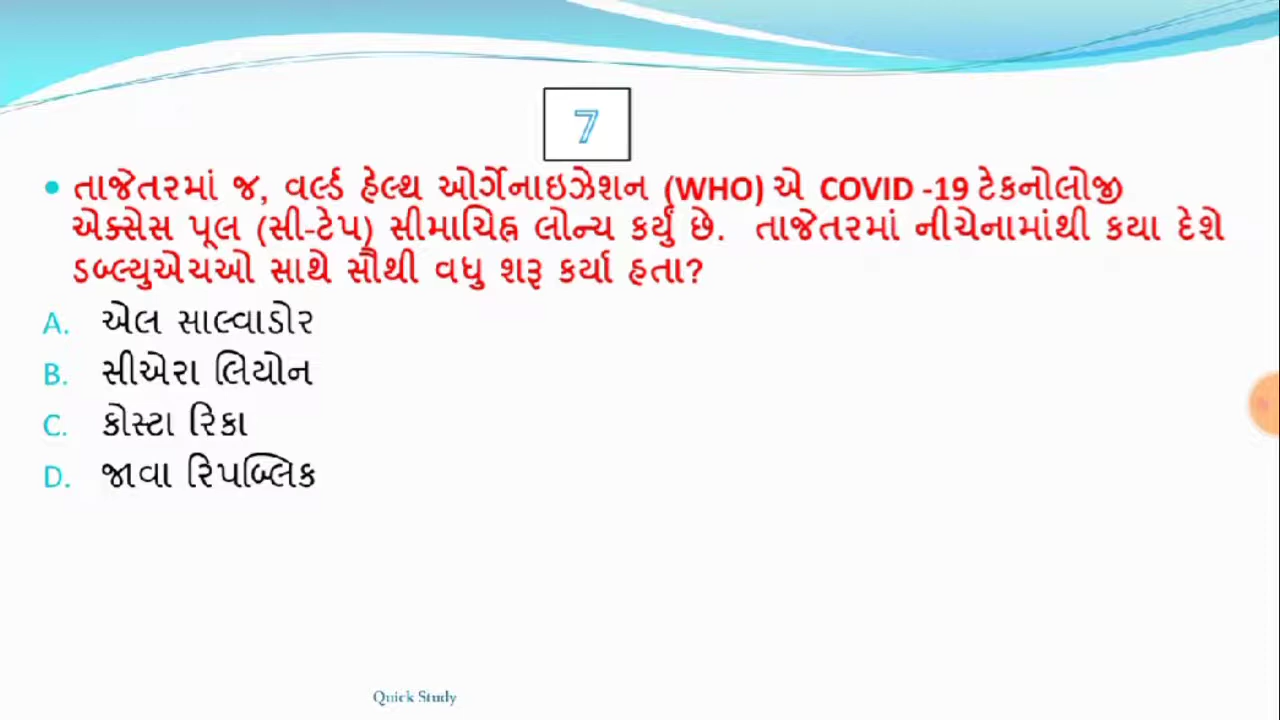 7
• તાજેતરમાં જ, વર્લ્ડ હેલ્થ ઓર્ગેનાઇઝેશન (WHO) એ COVID -19 ટેકનોલોજી
એક્સેસ પૂલ (સી-ટેપ) સીમાચિહ્ન લોન્ચ કર્યું છે. તાજેતરમાં નીચેનામાંથી કયા દેશે
ડબ્લ્યુએચઓ સાથે સૌથી વધુ શરૂ કર્યા હતા?
A. એલ સાલ્વાડોર
B. સીએરા લિયોન
C. કોસ્ટા રિકા
D. જાવા રિપબ્લિક
Quick Study